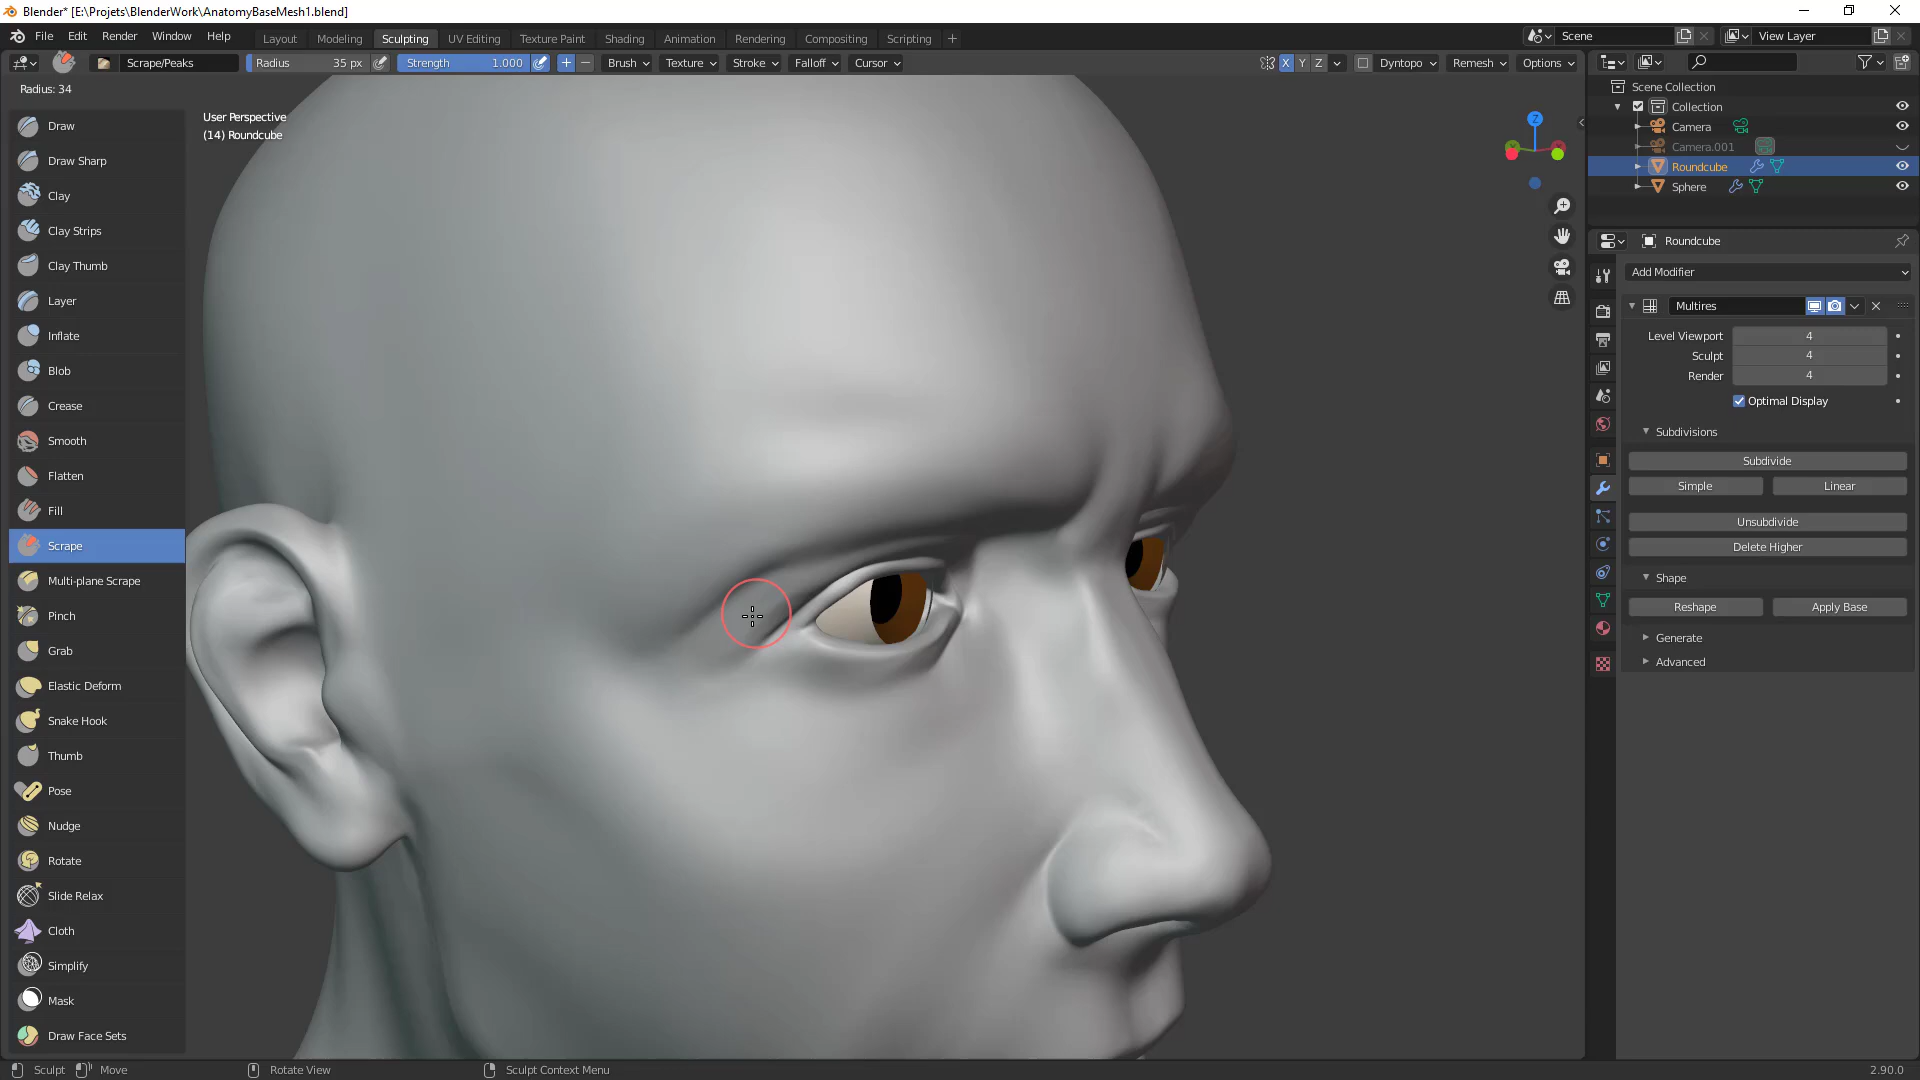 Blender* [E:\Projets\BlenderWork\AnatomyBaseMesh1.blend]
File Edit Render Window Help Layout Modeling Sculpting UV Editing Texture Paint Shading Animation Rendering Compositing Scripting + Scene View Layer
Scrape/Peaks Radius 35 px Strength 1.000 + − Brush Texture Stroke Falloff Cursor X Y Z Dyntopo Remesh Options
Radius: 34
User Perspective
(14) Roundcube
Z
Draw
Draw Sharp
Clay
Clay Strips
Clay Thumb
Layer
Inflate
Blob
Crease
Smooth
Flatten
Fill
Scrape
Multi-plane Scrape
Pinch
Grab
Elastic Deform
Snake Hook
Thumb
Pose
Nudge
Rotate
Slide Relax
Cloth
Simplify
Mask
Draw Face Sets
Scene Collection
Collection
Camera
Camera.001
Roundcube
Sphere
Roundcube
Add Modifier
Multires
Level Viewport 4
Sculpt 4
Render 4
Optimal Display
Subdivisions
Subdivide
Simple Linear
Unsubdivide
Delete Higher
Shape
Reshape Apply Base
Generate
Advanced
Sculpt Move Rotate View Sculpt Context Menu 2.90.0